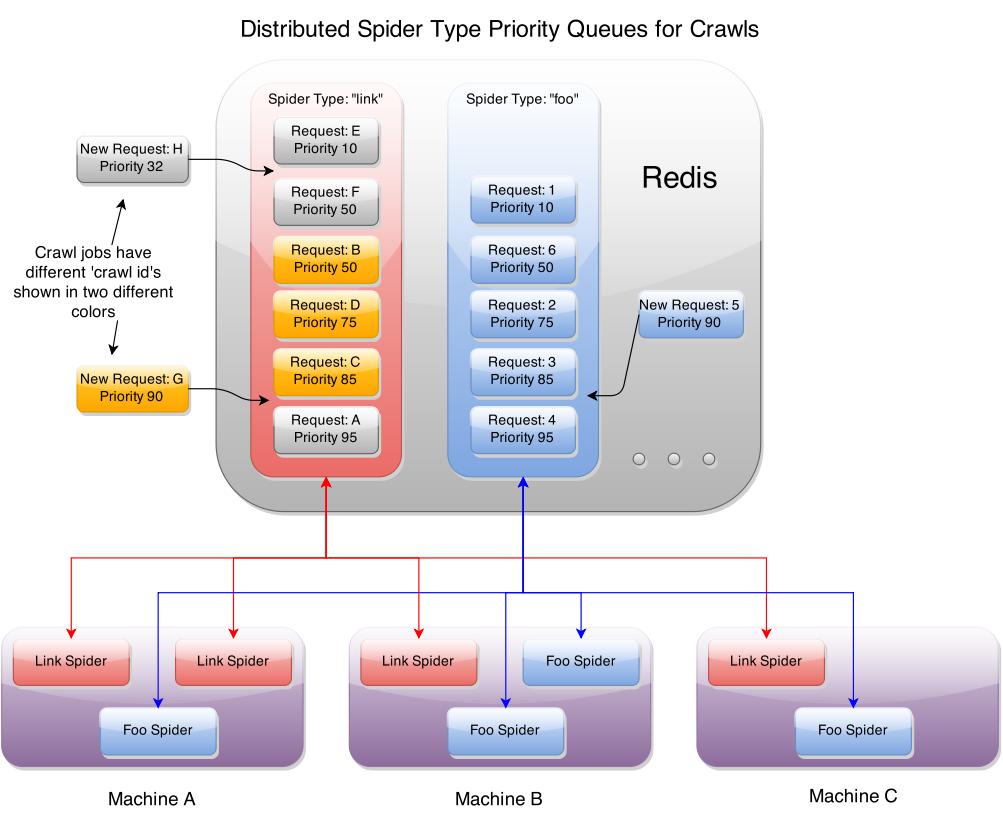 Distributed Spider Type Priority Queues for Crawls
Spider Type: "link"
Request: E
Priority 10
Request: F
Priority 50
Request: B
Priority 50
Request: D
Priority 75
Request: C
Priority 85
Request: A
Priority 95
Spider Type: "foo"
Request: 1
Priority 10
Request: 6
Priority 50
Request: 2
Priority 75
Request: 3
Priority 85
Request: 4
Priority 95
Redis
New Request: 5
Priority 90
New Request: H
Priority 32
Crawl jobs have
different 'crawl id's
shown in two different
colors
New Request: G
Priority 90
Link Spider
Link Spider
Foo Spider
Machine A
Link Spider
Foo Spider
Foo Spider
Machine B
Link Spider
Foo Spider
Machine C